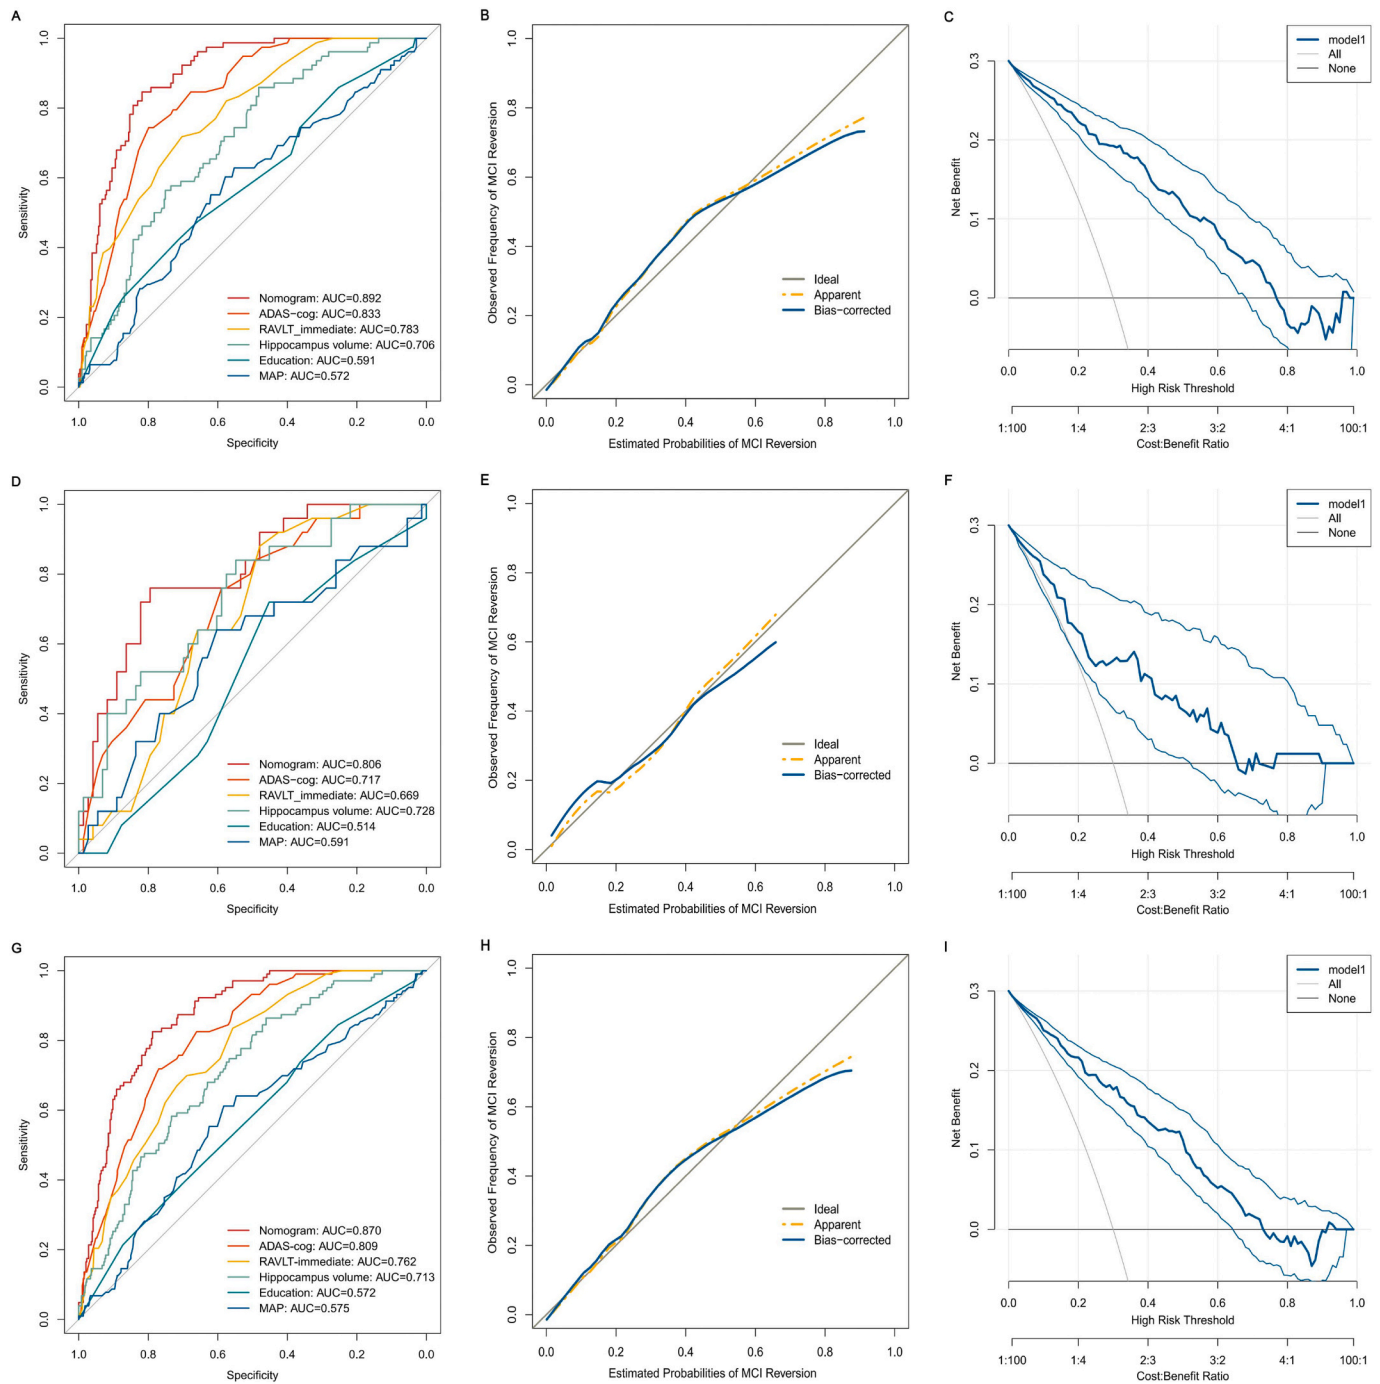 A
1.0
0.8
0.6
0.4
0.2
0.0
Sensitivity
Nomogram: AUC=0.892
ADAS-cog: AUC=0.833
RAVLT_immediate: AUC=0.783
Hippocampus volume: AUC=0.706
Education: AUC=0.591
MAP: AUC=0.572
1.0 0.8 0.6 0.4 0.2 0.0
Specificity
B
1.0
0.8
0.6
0.4
0.2
0.0
Observed Frequency of MCI Reversion
Ideal
Apparent
Bias-corrected
0.0 0.2 0.4 0.6 0.8 1.0
Estimated Probabilities of MCI Reversion
C
model1
All
None
0.3
0.2
0.1
0.0
Net Benefit
0.0 0.2 0.4 0.6 0.8 1.0
High Risk Threshold
1:100 1:4 2:3 3:2 4:1 100:1
Cost:Benefit Ratio
D
1.0
0.8
0.6
0.4
0.2
0.0
Sensitivity
Nomogram: AUC=0.806
ADAS-cog: AUC=0.717
RAVLT_immediate: AUC=0.669
Hippocampus volume: AUC=0.728
Education: AUC=0.514
MAP: AUC=0.591
1.0 0.8 0.6 0.4 0.2 0.0
Specificity
E
1.0
0.8
0.6
0.4
0.2
0.0
Observed Frequency of MCI Reversion
Ideal
Apparent
Bias-corrected
0.0 0.2 0.4 0.6 0.8 1.0
Estimated Probabilities of MCI Reversion
F
model1
All
None
0.3
0.2
0.1
0.0
Net Benefit
0.0 0.2 0.4 0.6 0.8 1.0
High Risk Threshold
1:100 1:4 2:3 3:2 4:1 100:1
Cost:Benefit Ratio
G
1.0
0.8
0.6
0.4
0.2
0.0
Sensitivity
Nomogram: AUC=0.870
ADAS-cog: AUC=0.809
RAVLT-immediate: AUC=0.762
Hippocampus volume: AUC=0.713
Education: AUC=0.572
MAP: AUC=0.575
1.0 0.8 0.6 0.4 0.2 0.0
Specificity
H
1.0
0.8
0.6
0.4
0.2
0.0
Observed Frequency of MCI Reversion
Ideal
Apparent
Bias-corrected
0.0 0.2 0.4 0.6 0.8 1.0
Estimated Probabilities of MCI Reversion
I
model1
All
None
0.3
0.2
0.1
0.0
Net Benefit
0.0 0.2 0.4 0.6 0.8 1.0
High Risk Threshold
1:100 1:4 2:3 3:2 4:1 100:1
Cost:Benefit Ratio